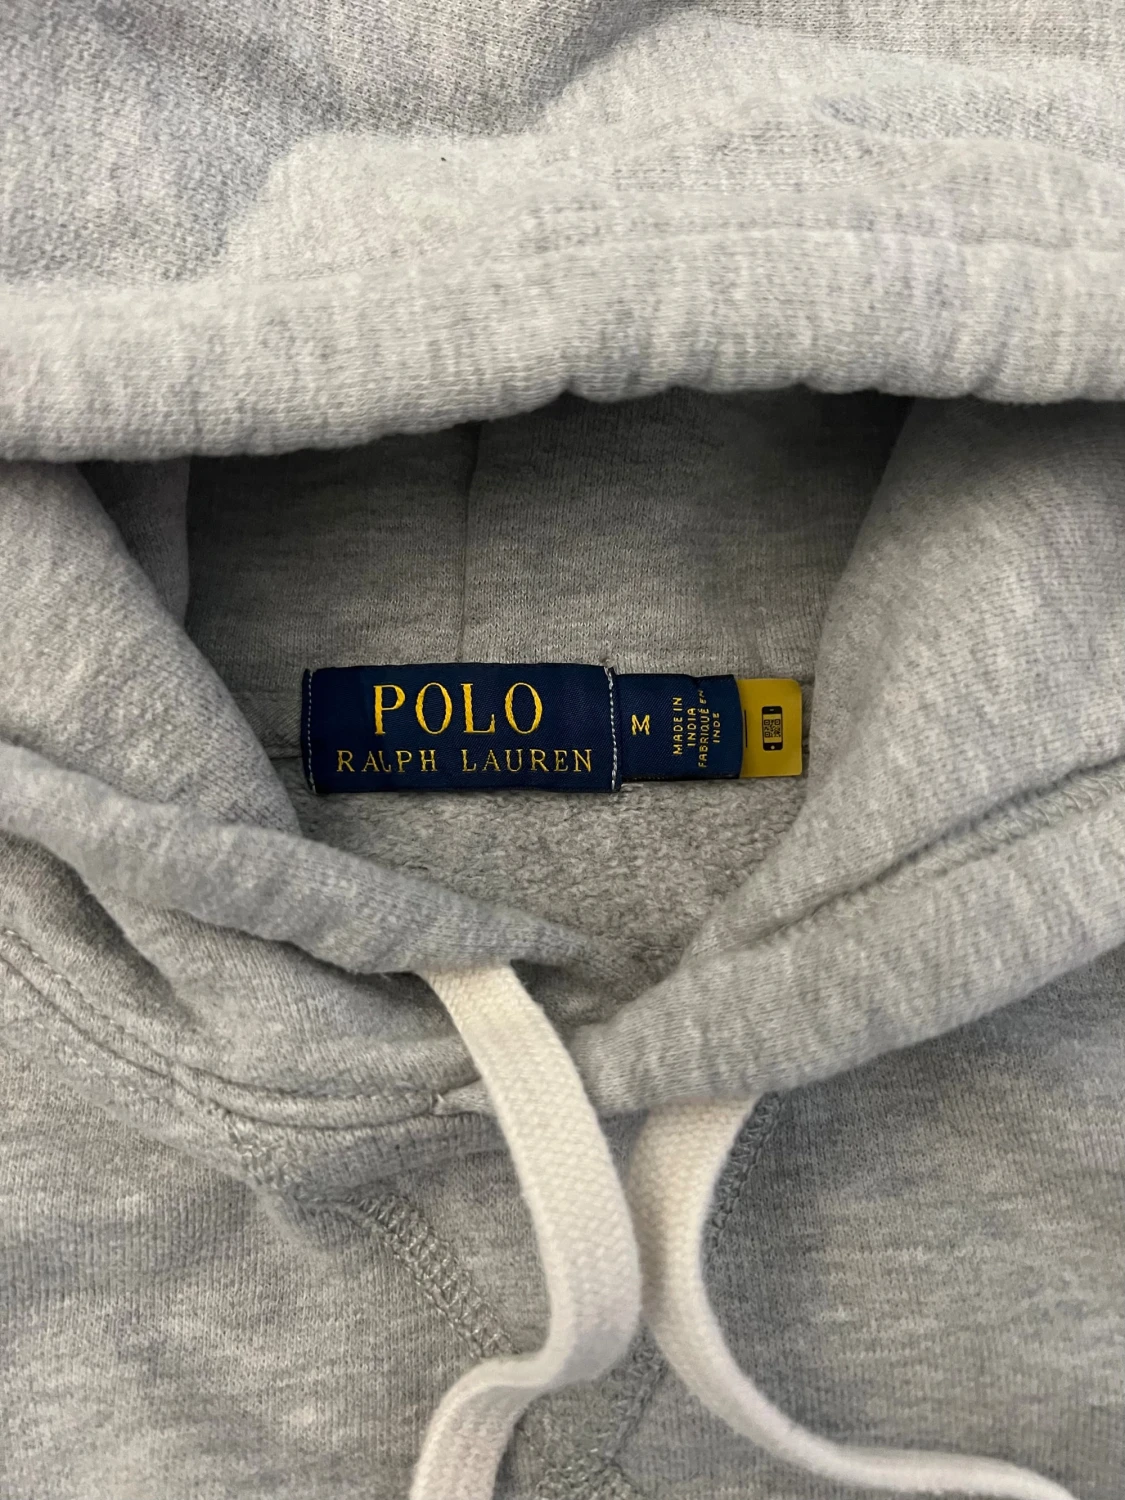 POLO
RALPH LAUREN
M
MADE IN
INDIA
FABRIQUÉ EN
INDE